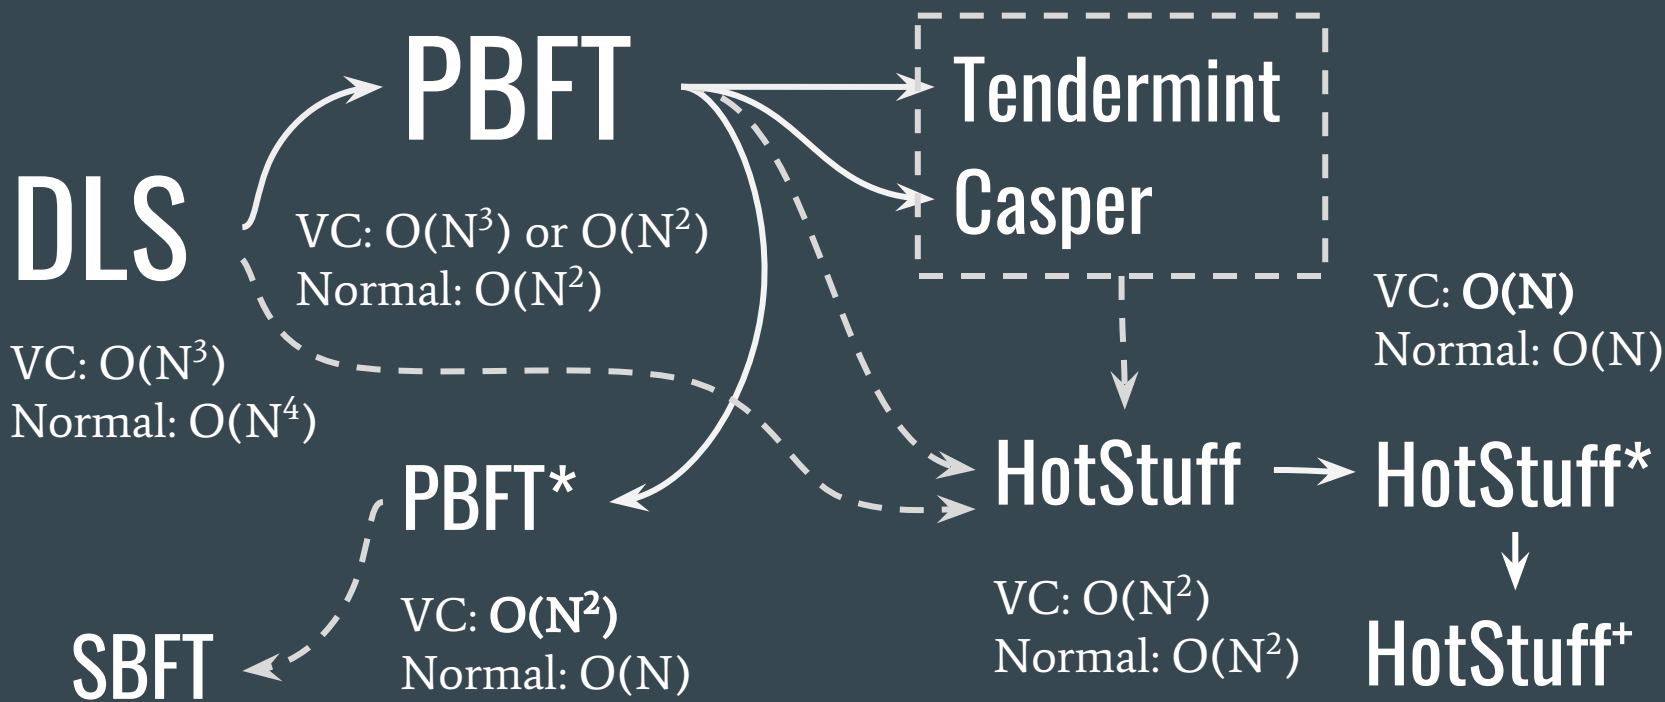 PBFT
Tendermint
Casper
DLS
VC: O(N³) or O(N²)
Normal: O(N²)
VC: O(N³)
Normal: O(N⁴)
VC: O(N)
Normal: O(N)
PBFT*
HotStuff
HotStuff*
VC: O(N²)
Normal: O(N)
VC: O(N²)
Normal: O(N²)
SBFT
HotStuff⁺